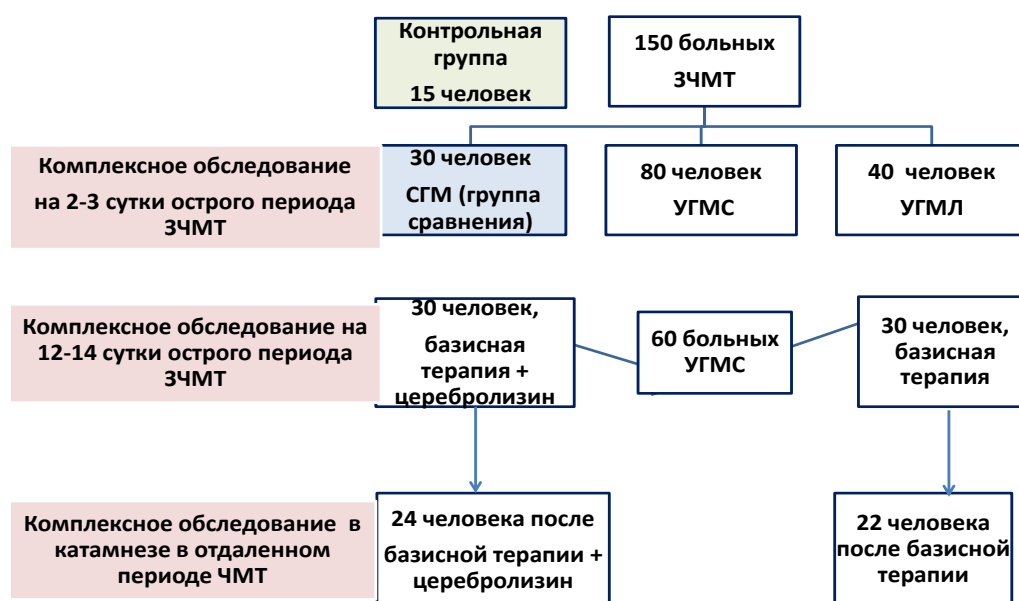 Контрольная
группа
15 человек
150 больных
ЗЧМТ
Комплексное обследование
на 2-3 сутки острого периода
ЗЧМТ
30 человек
СГМ (группа
сравнения)
80 человек
УГМС
40 человек
УГМЛ
Комплексное обследование на
12-14 сутки острого периода
ЗЧМТ
30 человек,
базисная
терапия +
церебролизин
60 больных
УГМС
30 человек,
базисная
терапия
Комплексное обследование в
катамнезе в отдаленном
периоде ЧМТ
24 человека после
базисной терапии +
церебролизин
22 человека
после базисной
терапии